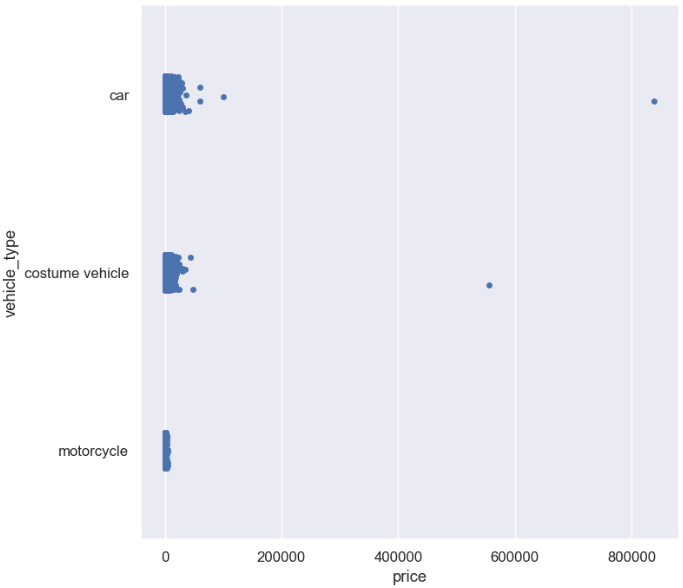 car
costume vehicle
motorcycle
vehicle_type
0
200000
400000
600000
800000
price